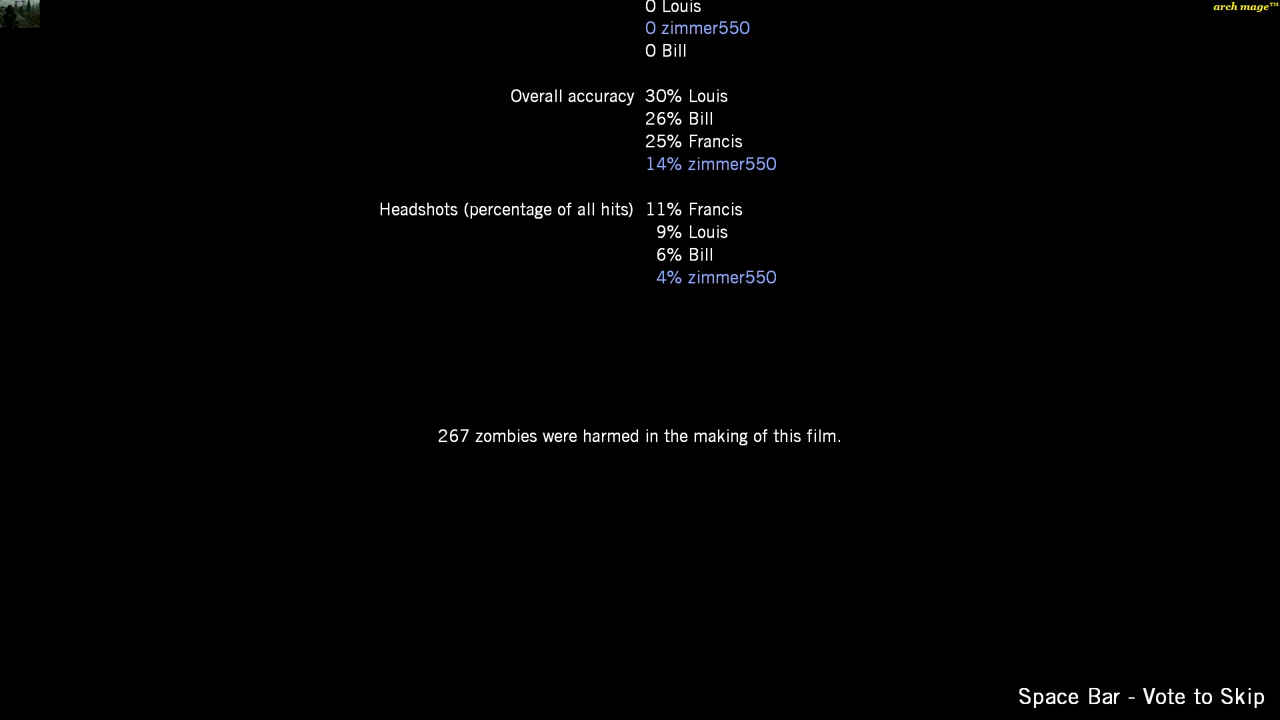 arch mage™
0 Louis
0 zimmer550
0 Bill
Overall accuracy 30% Louis
26% Bill
25% Francis
14% zimmer550
Headshots (percentage of all hits) 11% Francis
9% Louis
6% Bill
4% zimmer550
267 zombies were harmed in the making of this film.
Space Bar - Vote to Skip